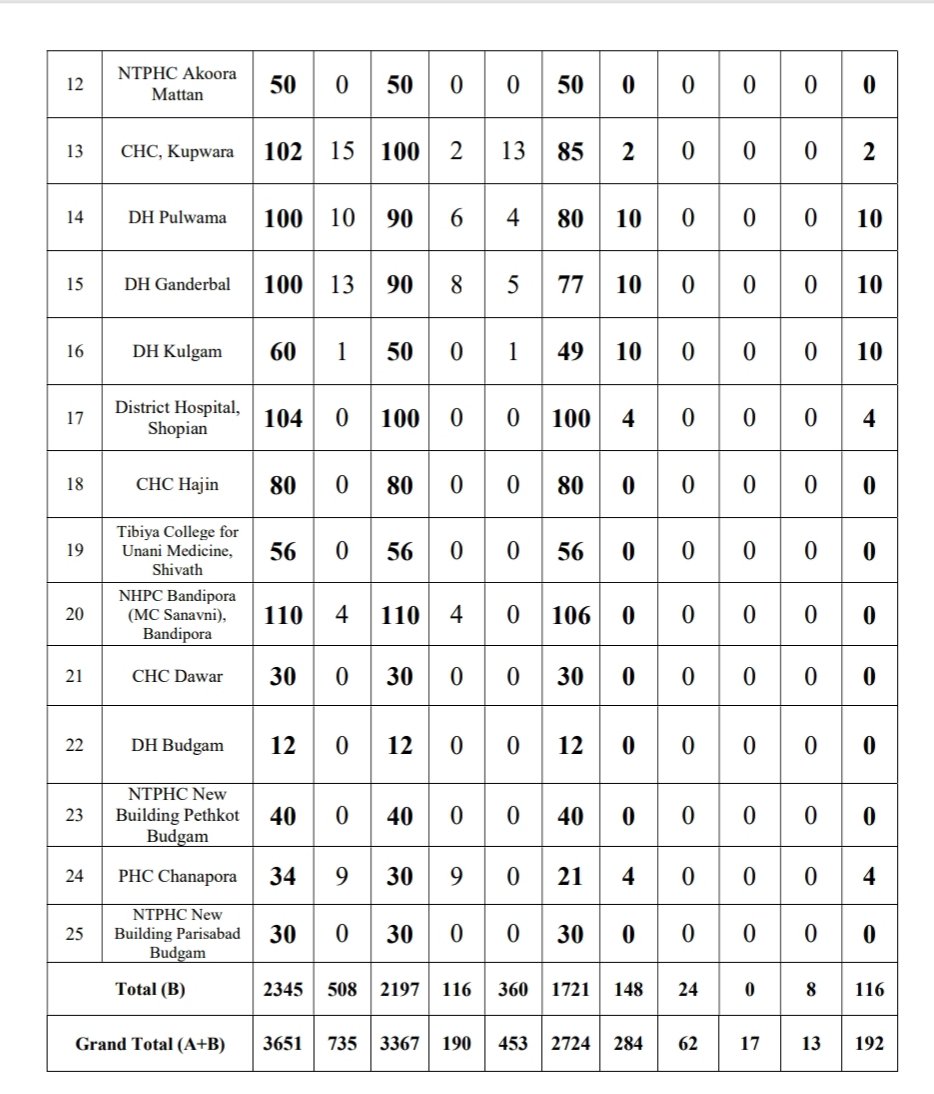 12 NTPHC Akoora Mattan 50 0 50 0 0 50 0 0 0 0 0
13 CHC, Kupwara 102 15 100 2 13 85 2 0 0 0 2
14 DH Pulwama 100 10 90 6 4 80 10 0 0 0 10
15 DH Ganderbal 100 13 90 8 5 77 10 0 0 0 10
16 DH Kulgam 60 1 50 0 1 49 10 0 0 0 10
17 District Hospital, Shopian 104 0 100 0 0 100 4 0 0 0 4
18 CHC Hajin 80 0 80 0 0 80 0 0 0 0 0
19 Tibiya College for Unani Medicine, Shivath 56 0 56 0 0 56 0 0 0 0 0
20 NHPC Bandipora (MC Sanavni), Bandipora 110 4 110 4 0 106 0 0 0 0 0
21 CHC Dawar 30 0 30 0 0 30 0 0 0 0 0
22 DH Budgam 12 0 12 0 0 12 0 0 0 0 0
23 NTPHC New Building Pethkot Budgam 40 0 40 0 0 40 0 0 0 0 0
24 PHC Chanapora 34 9 30 9 0 21 4 0 0 0 4
25 NTPHC New Building Parisabad Budgam 30 0 30 0 0 30 0 0 0 0 0
Total (B) 2345 508 2197 116 360 1721 148 24 0 8 116
Grand Total (A+B) 3651 735 3367 190 453 2724 284 62 17 13 192